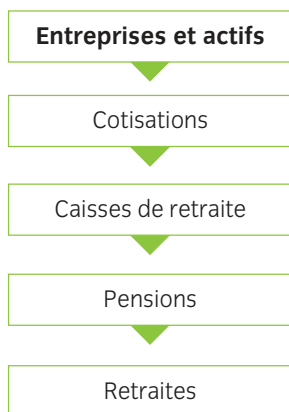 Entreprises et actifs
Cotisations
Caisses de retraite
Pensions
Retraites